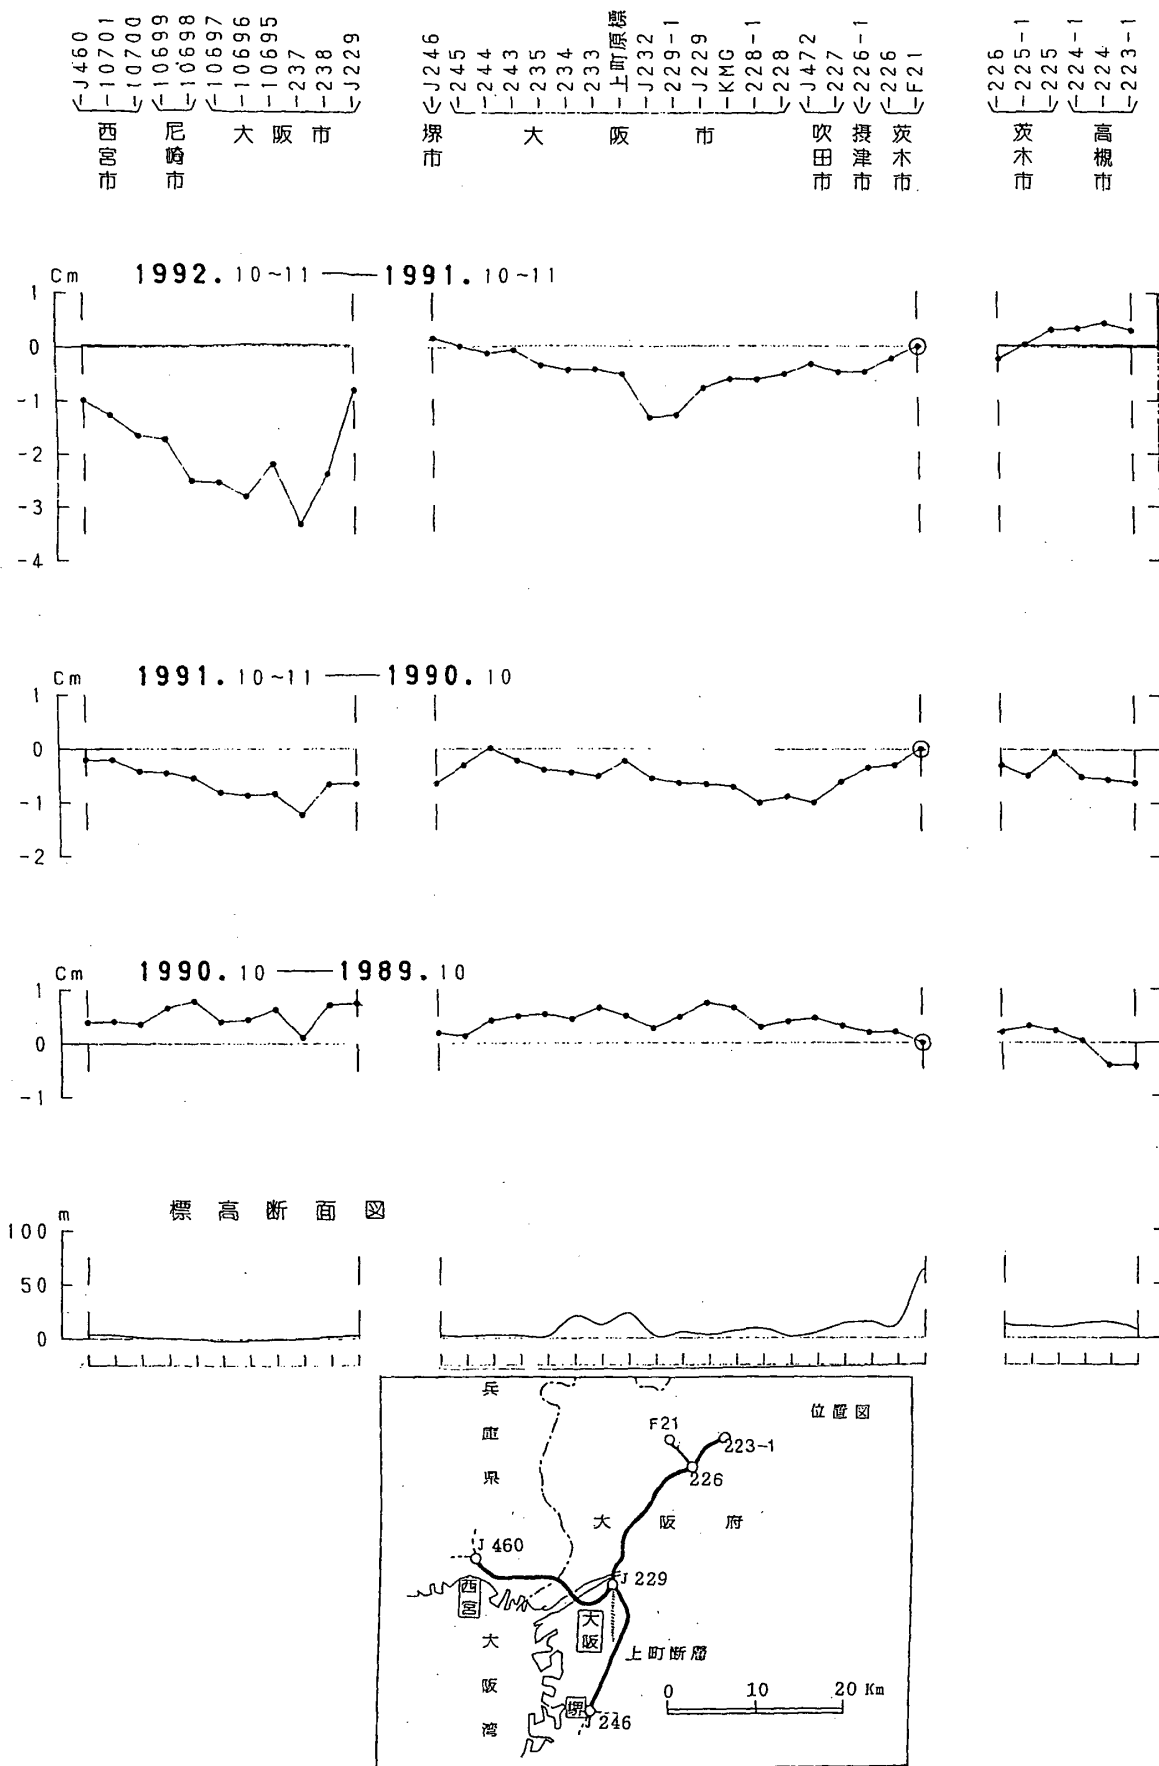 J460
10701
10700
10699
10698
10697
10696
10695
237
238
J229
西宮市
尼崎市
大阪市
J246
245
244
243
235
234
233
上町原標
J232
229-1
J229
KMG
228-1
228
J472
227
226-1
226
F21
堺市
大阪市
吹田市
摂津市
茨木市
226
225-1
225
224-1
224
223-1
茨木市
高槻市
Cm 1992.10~11 ── 1991.10~11
1
0
-1
-2
-3
-4
Cm 1991.10~11 ── 1990.10
1
0
-1
-2
Cm 1990.10 ── 1989.10
1
0
-1
m 標高断面図
100
50
0
位置図
兵庫県
F21
223-1
226
大阪府
J 460
J 229
西宮
大阪
上町断層
大阪湾
堺
J 246
0 10 20 Km